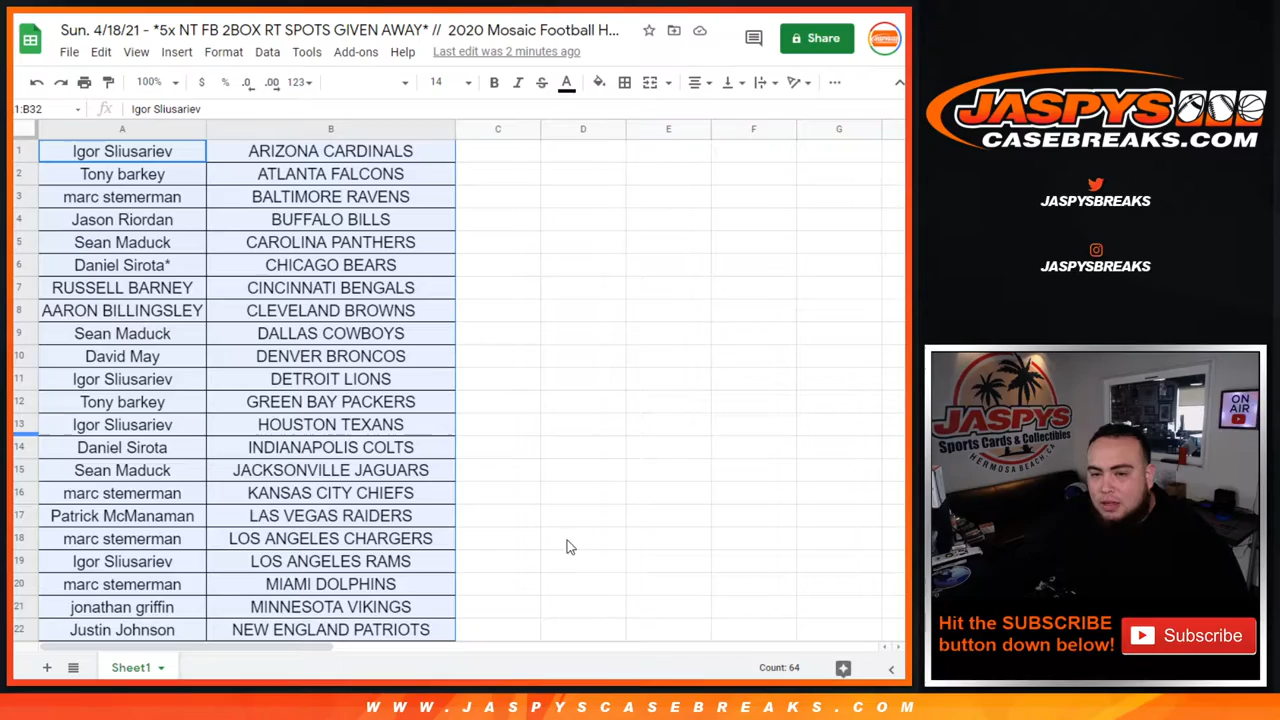 Sun. 4/18/21 - *5x NT FB 2BOX RT SPOTS GIVEN AWAY* // 2020 Mosaic Football H...
File Edit View Insert Format Data Tools Add-ons Help Last edit was 2 minutes ago
Share
100% $ % .0 .00 123 14 B I S A
1:B32 fx Igor Sliusariev
A B C D E F G
1 Igor Sliusariev ARIZONA CARDINALS
2 Tony barkey ATLANTA FALCONS
3 marc stemerman BALTIMORE RAVENS
4 Jason Riordan BUFFALO BILLS
5 Sean Maduck CAROLINA PANTHERS
6 Daniel Sirota* CHICAGO BEARS
7 RUSSELL BARNEY CINCINNATI BENGALS
8 AARON BILLINGSLEY CLEVELAND BROWNS
9 Sean Maduck DALLAS COWBOYS
10 David May DENVER BRONCOS
11 Igor Sliusariev DETROIT LIONS
12 Tony barkey GREEN BAY PACKERS
13 Igor Sliusariev HOUSTON TEXANS
14 Daniel Sirota INDIANAPOLIS COLTS
15 Sean Maduck JACKSONVILLE JAGUARS
16 marc stemerman KANSAS CITY CHIEFS
17 Patrick McManaman LAS VEGAS RAIDERS
18 marc stemerman LOS ANGELES CHARGERS
19 Igor Sliusariev LOS ANGELES RAMS
20 marc stemerman MIAMI DOLPHINS
21 jonathan griffin MINNESOTA VIKINGS
22 Justin Johnson NEW ENGLAND PATRIOTS
Sheet1 Count: 64
JASPYS
CASEBREAKS.COM
JASPYSBREAKS
JASPYSBREAKS
JASPYS
Sports Cards & Collectibles
HERMOSA BEACH, CA
ON
AIR
Hit the SUBSCRIBE
button down below!
Subscribe
WWW.JASPYSCASEBREAKS.COM